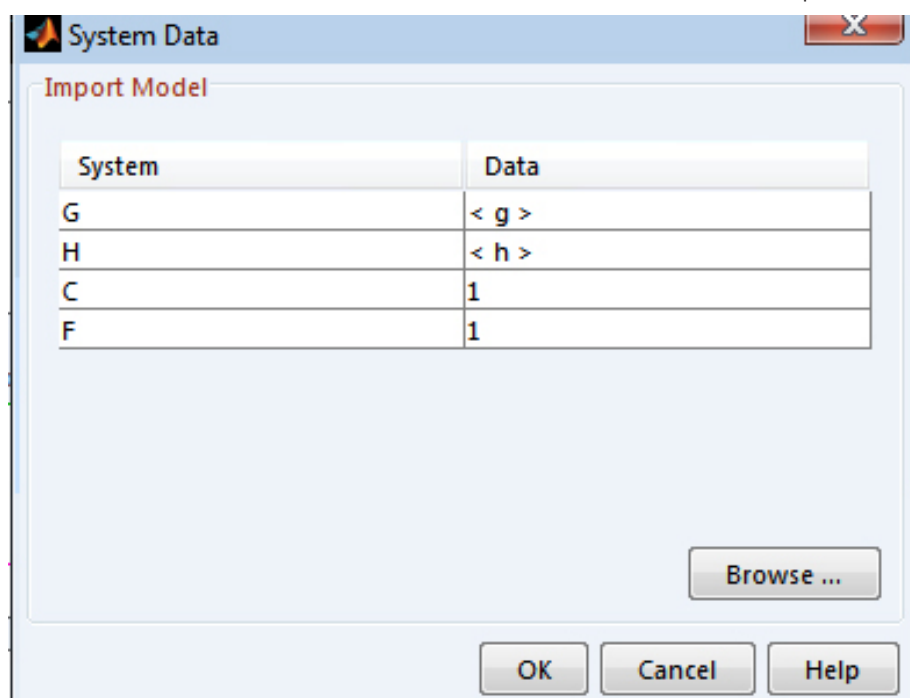 System Data
Import Model
System Data
G < g >
H < h >
C 1
F 1
Browse ...
OK Cancel Help